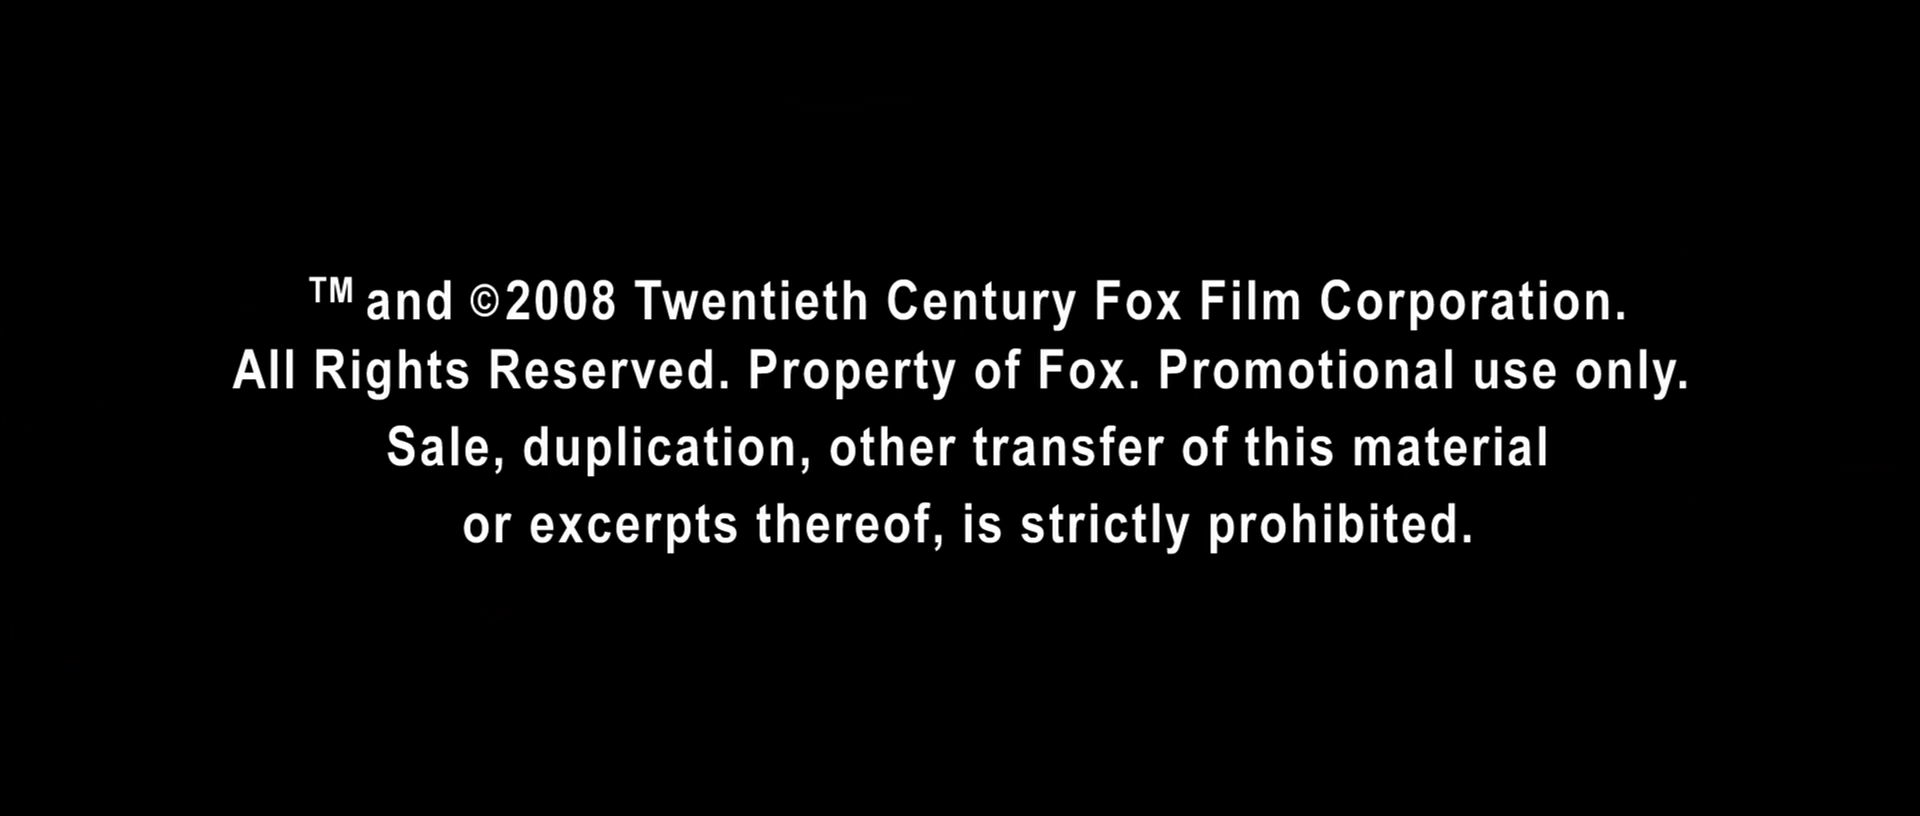 ™ and ©2008 Twentieth Century Fox Film Corporation.
All Rights Reserved. Property of Fox. Promotional use only.
Sale, duplication, other transfer of this material
or excerpts thereof, is strictly prohibited.